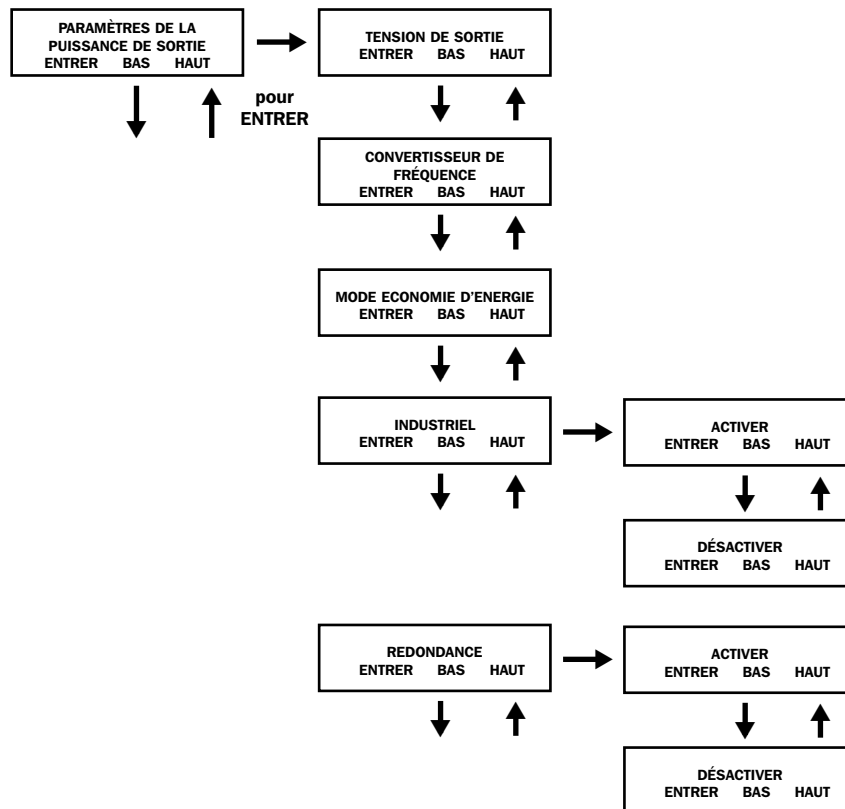 PARAMÈTRES DE LA
PUISSANCE DE SORTIE
ENTRER BAS HAUT
pour
ENTRER
TENSION DE SORTIE
ENTRER BAS HAUT
CONVERTISSEUR DE
FRÉQUENCE
ENTRER BAS HAUT
MODE ECONOMIE D'ENERGIE
ENTRER BAS HAUT
INDUSTRIEL
ENTRER BAS HAUT
ACTIVER
ENTRER BAS HAUT
DÉSACTIVER
ENTRER BAS HAUT
REDONDANCE
ENTRER BAS HAUT
ACTIVER
ENTRER BAS HAUT
DÉSACTIVER
ENTRER BAS HAUT